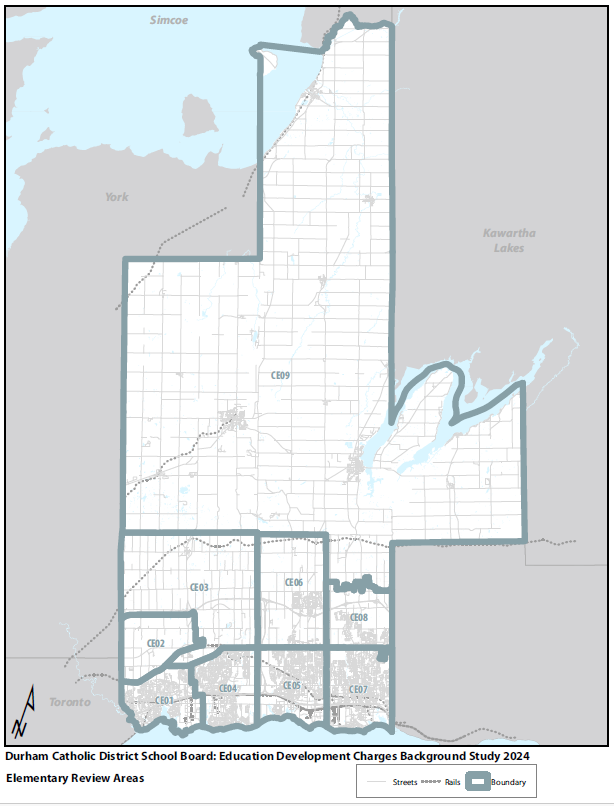 Simcoe
York
Kawartha
Lakes
CE09
CE06
CE03
CE08
CE02
CE05
CE04
CE07
CE01
Toronto
N
Durham Catholic District School Board: Education Development Charges Background Study 2024
Elementary Review Areas
Streets Rails Boundary